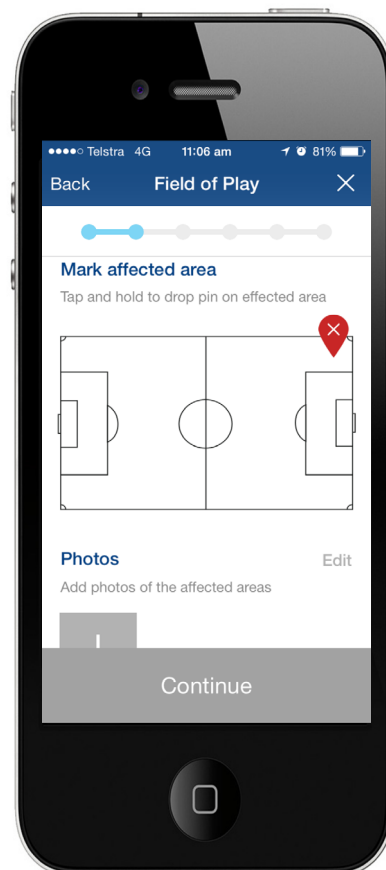 Telstra 4G 11:06 am 81%
Back Field of Play
Mark affected area
Tap and hold to drop pin on effected area
Photos Edit
Add photos of the affected areas
Continue